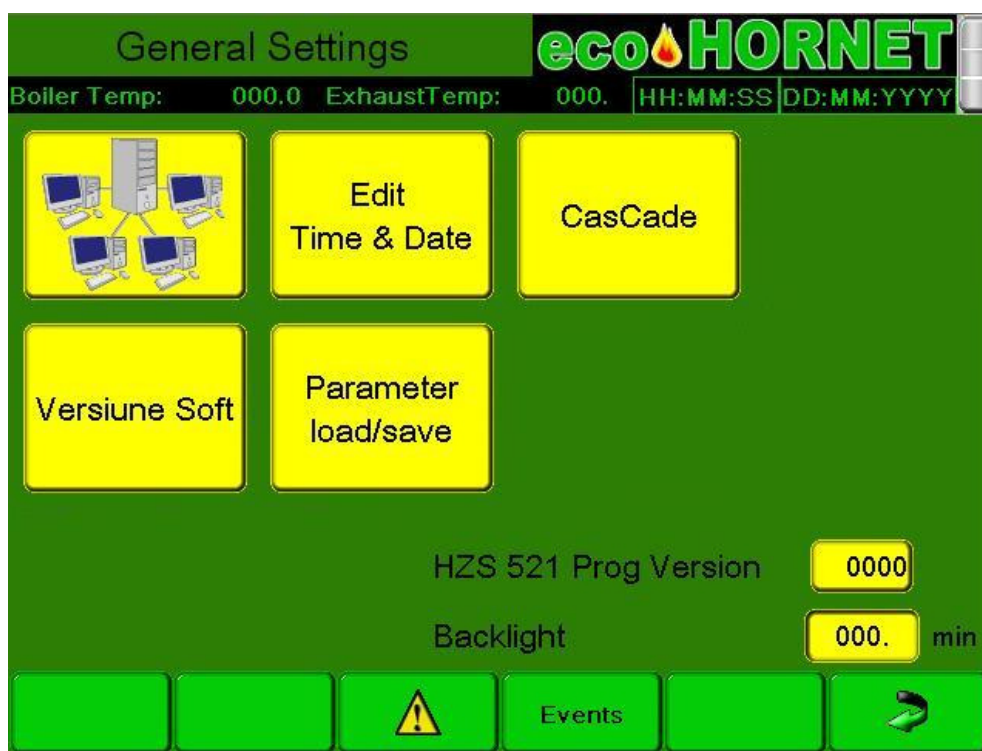 General Settings
ecoHORNET
Boiler Temp: 000.0 ExhaustTemp: 000. HH:MM:SS DD:MM:YYYY
Edit
Time & Date
CasCade
Versiune Soft
Parameter
load/save
HZS 521 Prog Version 0000
Backlight 000. min
Events